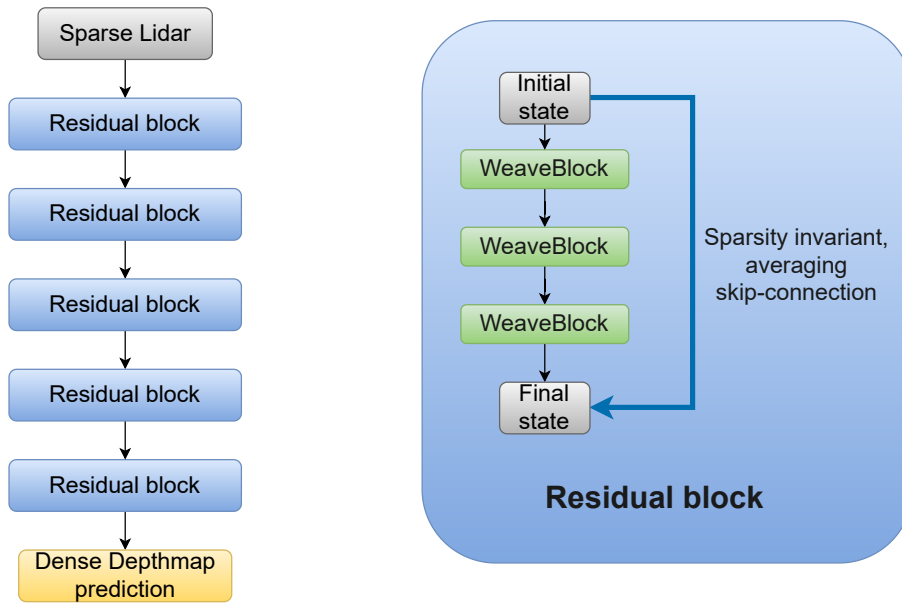 Sparse Lidar
Residual block
Residual block
Residual block
Residual block
Residual block
Dense Depthmap
prediction
Initial
state
WeaveBlock
WeaveBlock
WeaveBlock
Final
state
Sparsity invariant,
averaging
skip-connection
Residual block